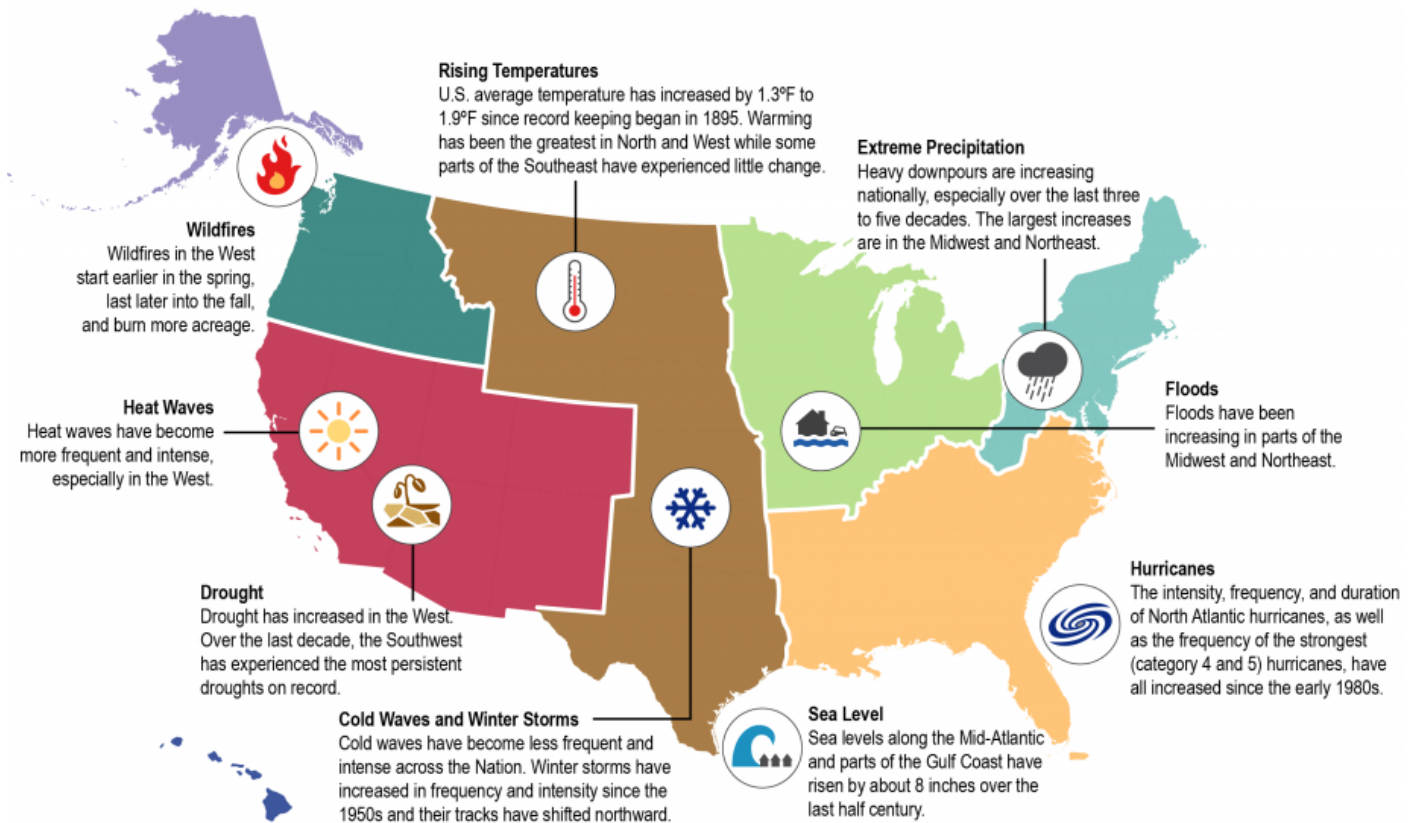 Rising Temperatures
U.S. average temperature has increased by 1.3ºF to
1.9ºF since record keeping began in 1895. Warming
has been the greatest in North and West while some
parts of the Southeast have experienced little change.
Extreme Precipitation
Heavy downpours are increasing
nationally, especially over the last three
to five decades. The largest increases
are in the Midwest and Northeast.
Wildfires
Wildfires in the West
start earlier in the spring,
last later into the fall,
and burn more acreage.
Heat Waves
Heat waves have become
more frequent and intense,
especially in the West.
Floods
Floods have been
increasing in parts of the
Midwest and Northeast.
Drought
Drought has increased in the West.
Over the last decade, the Southwest
has experienced the most persistent
droughts on record.
Hurricanes
The intensity, frequency, and duration
of North Atlantic hurricanes, as well
as the frequency of the strongest
(category 4 and 5) hurricanes, have
all increased since the early 1980s.
Cold Waves and Winter Storms
Cold waves have become less frequent and
intense across the Nation. Winter storms have
increased in frequency and intensity since the
1950s and their tracks have shifted northward.
Sea Level
Sea levels along the Mid-Atlantic
and parts of the Gulf Coast have
risen by about 8 inches over the
last half century.